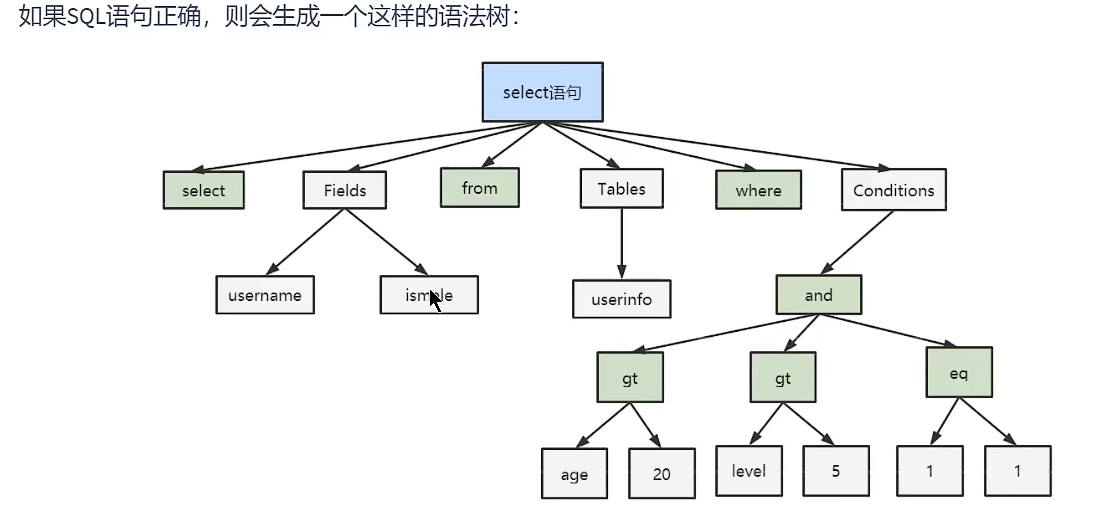 如果SQL语句正确，则会生成一个这样的语法树：
select语句
select
Fields
from
Tables
where
Conditions
username
ismale
userinfo
and
gt
gt
eq
age
20
level
5
1
1